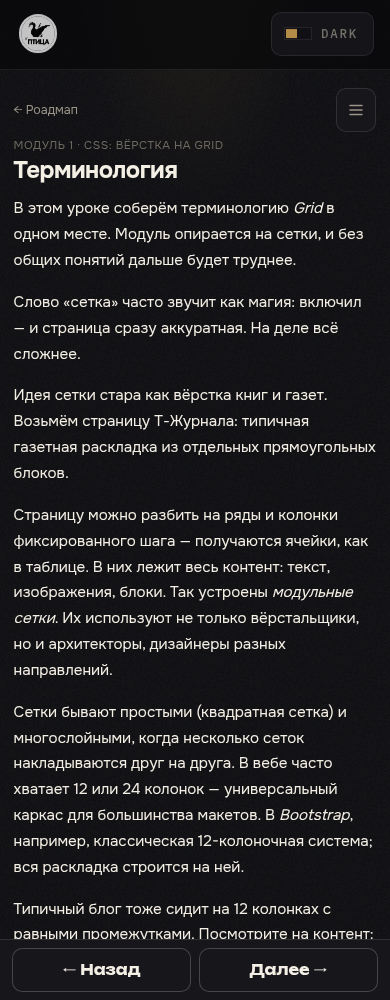 ПТИЦА
DARK
← Роадмап
МОДУЛЬ 1 · CSS: ВЁРСТКА НА GRID
Терминология
В этом уроке соберём терминологию Grid в
одном месте. Модуль опирается на сетки, и без
общих понятий дальше будет труднее.
Слово «сетка» часто звучит как магия: включил
— и страница сразу аккуратная. На деле всё
сложнее.
Идея сетки стара как вёрстка книг и газет.
Возьмём страницу Т-Журнала: типичная
газетная раскладка из отдельных прямоугольных
блоков.
Страницу можно разбить на ряды и колонки
фиксированного шага — получаются ячейки, как
в таблице. В них лежит весь контент: текст,
изображения, блоки. Так устроены модульные
сетки. Их используют не только вёрстальщики,
но и архитекторы, дизайнеры разных
направлений.
Сетки бывают простыми (квадратная сетка) и
многослойными, когда несколько сеток
накладываются друг на друга. В вебе часто
хватает 12 или 24 колонок — универсальный
каркас для большинства макетов. В Bootstrap,
например, классическая 12-колоночная система;
вся раскладка строится на ней.
Типичный блог тоже сидит на 12 колонках с
равными промежутками. Посмотрите на контент:
← Назад
Далее →